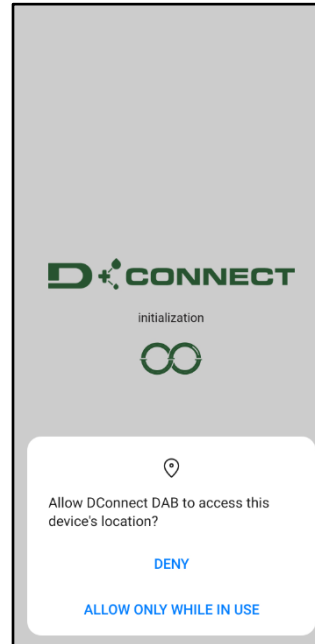 D CONNECT
initialization
Allow DConnect DAB to access this
device's location?
DENY
ALLOW ONLY WHILE IN USE